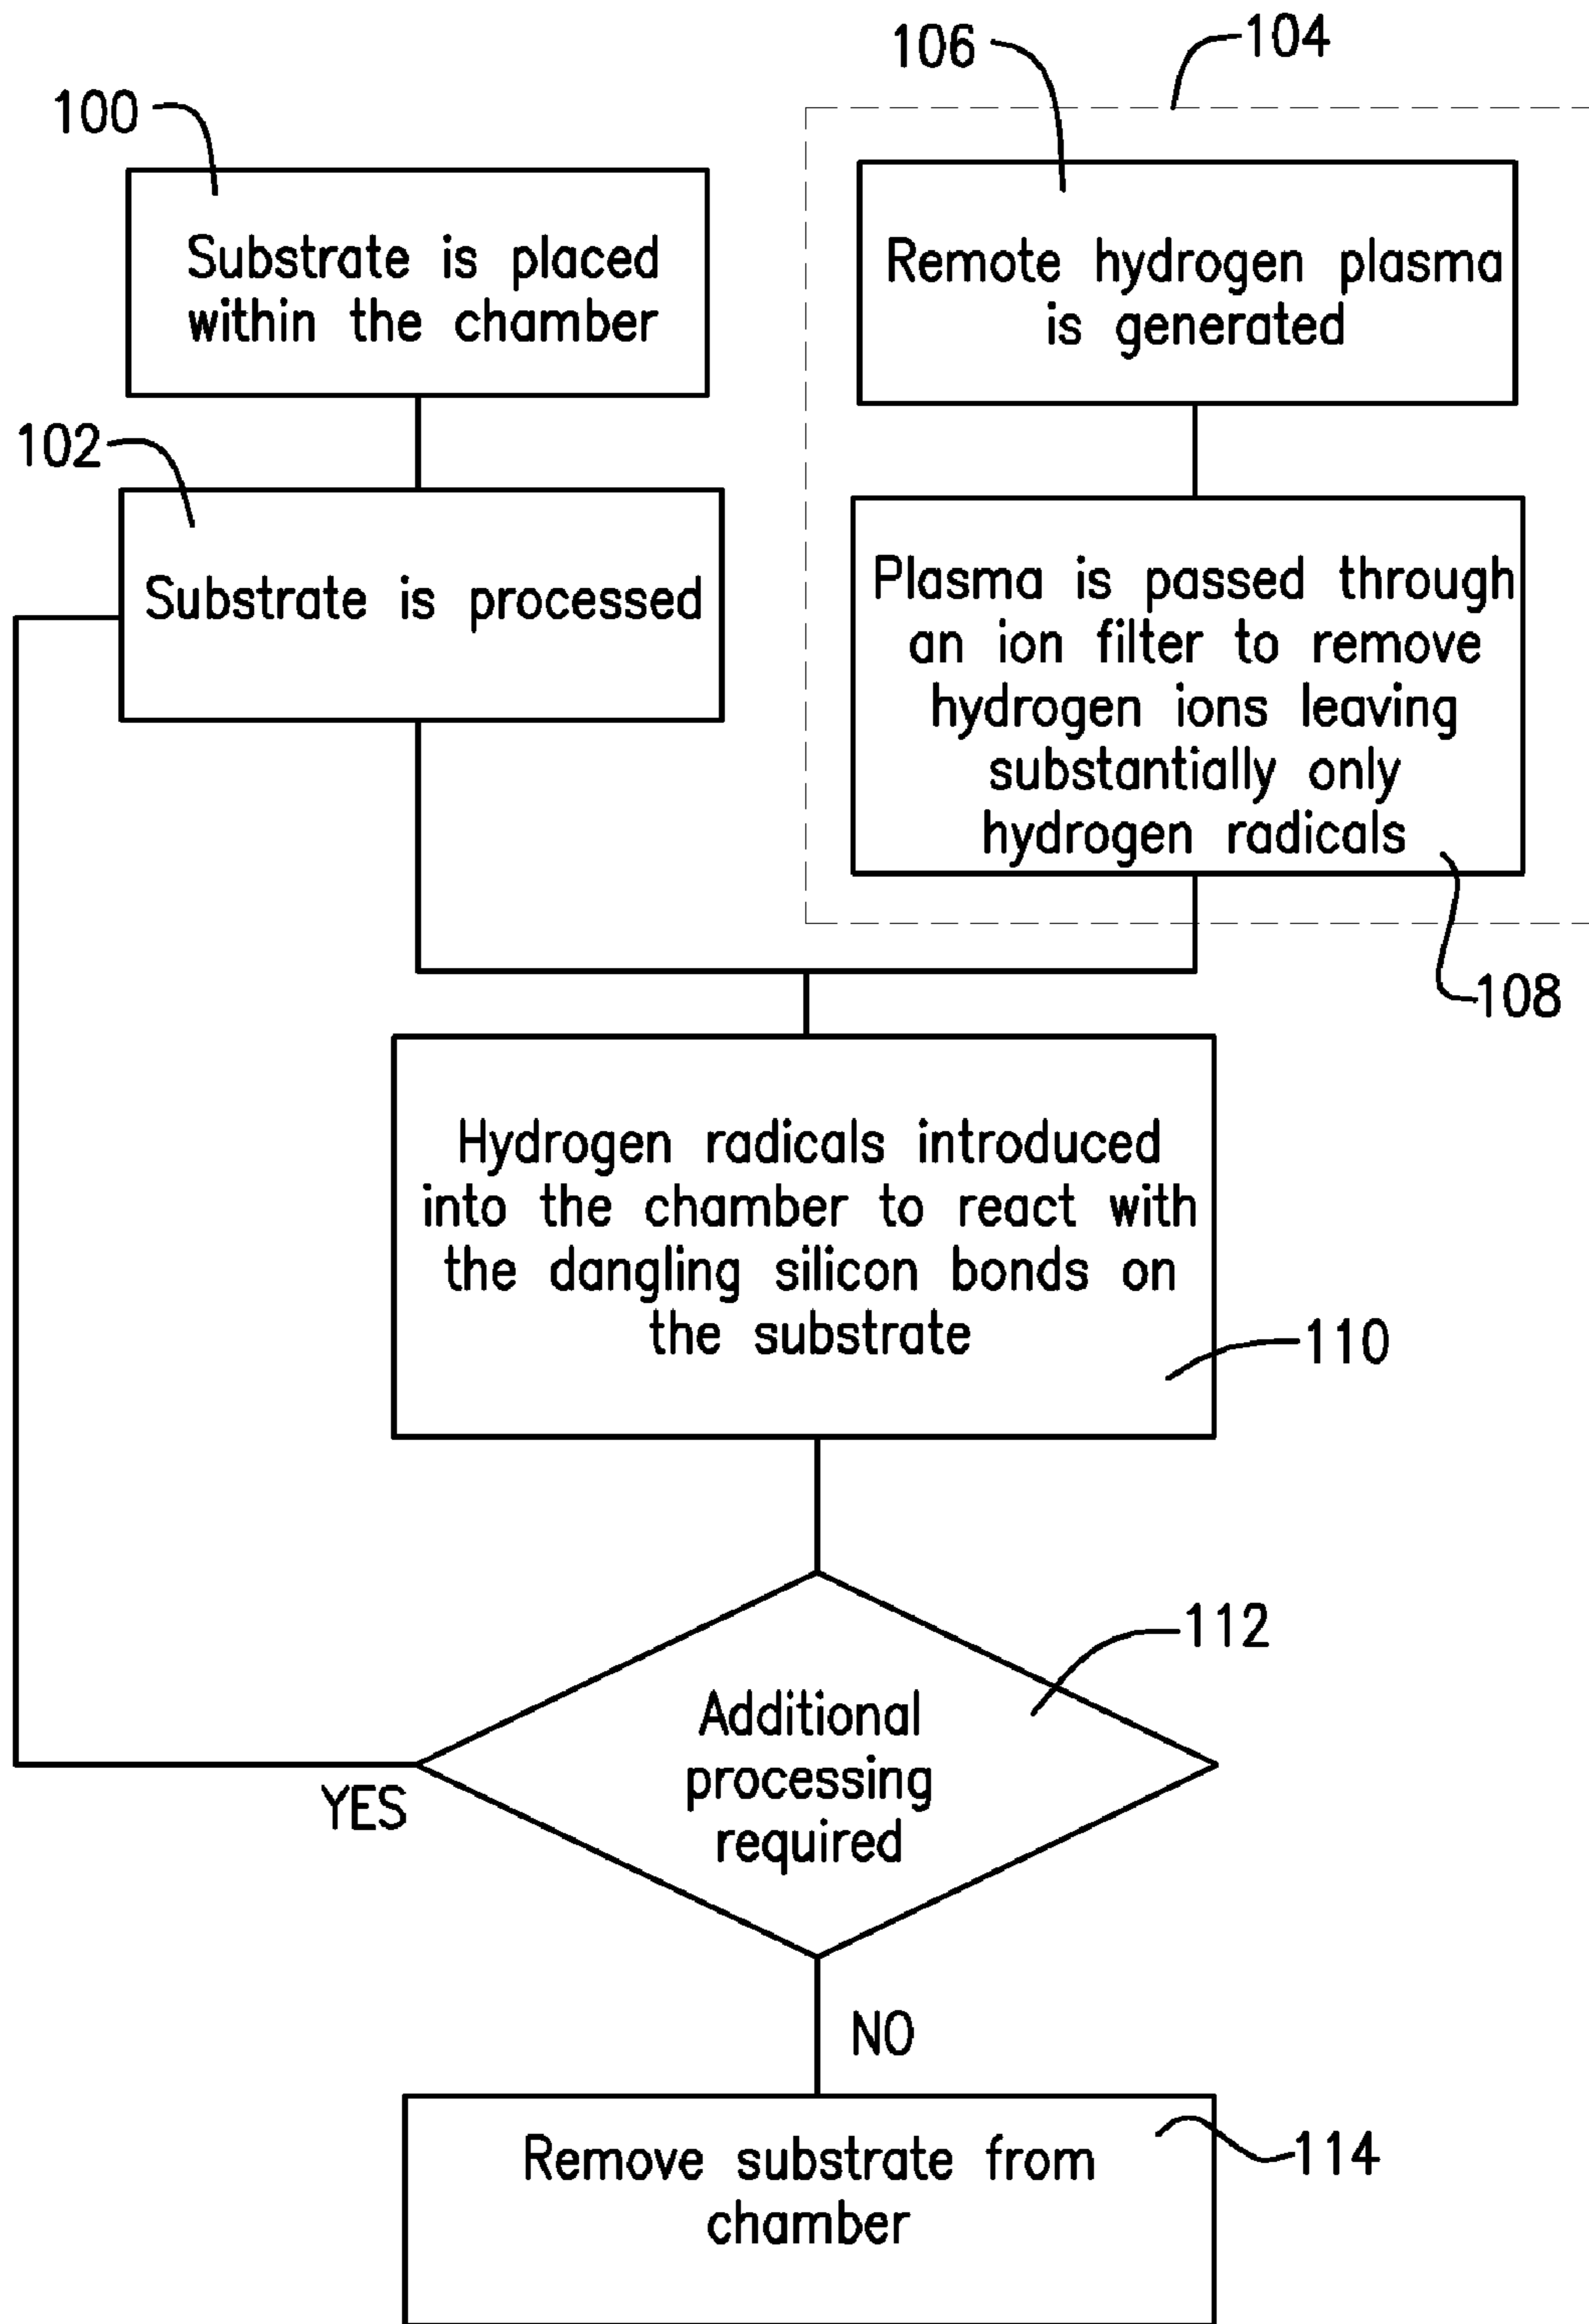 106
104
100
Substrate is placed
within the chamber
Remote hydrogen plasma
is generated
102
Substrate is processed
Plasma is passed through
an ion filter to remove
hydrogen ions leaving
substantially only
hydrogen radicals
108
Hydrogen radicals introduced
into the chamber to react with
the dangling silicon bonds on
the substrate
110
112
Additional
processing
required
YES
NO
114
Remove substrate from
chamber